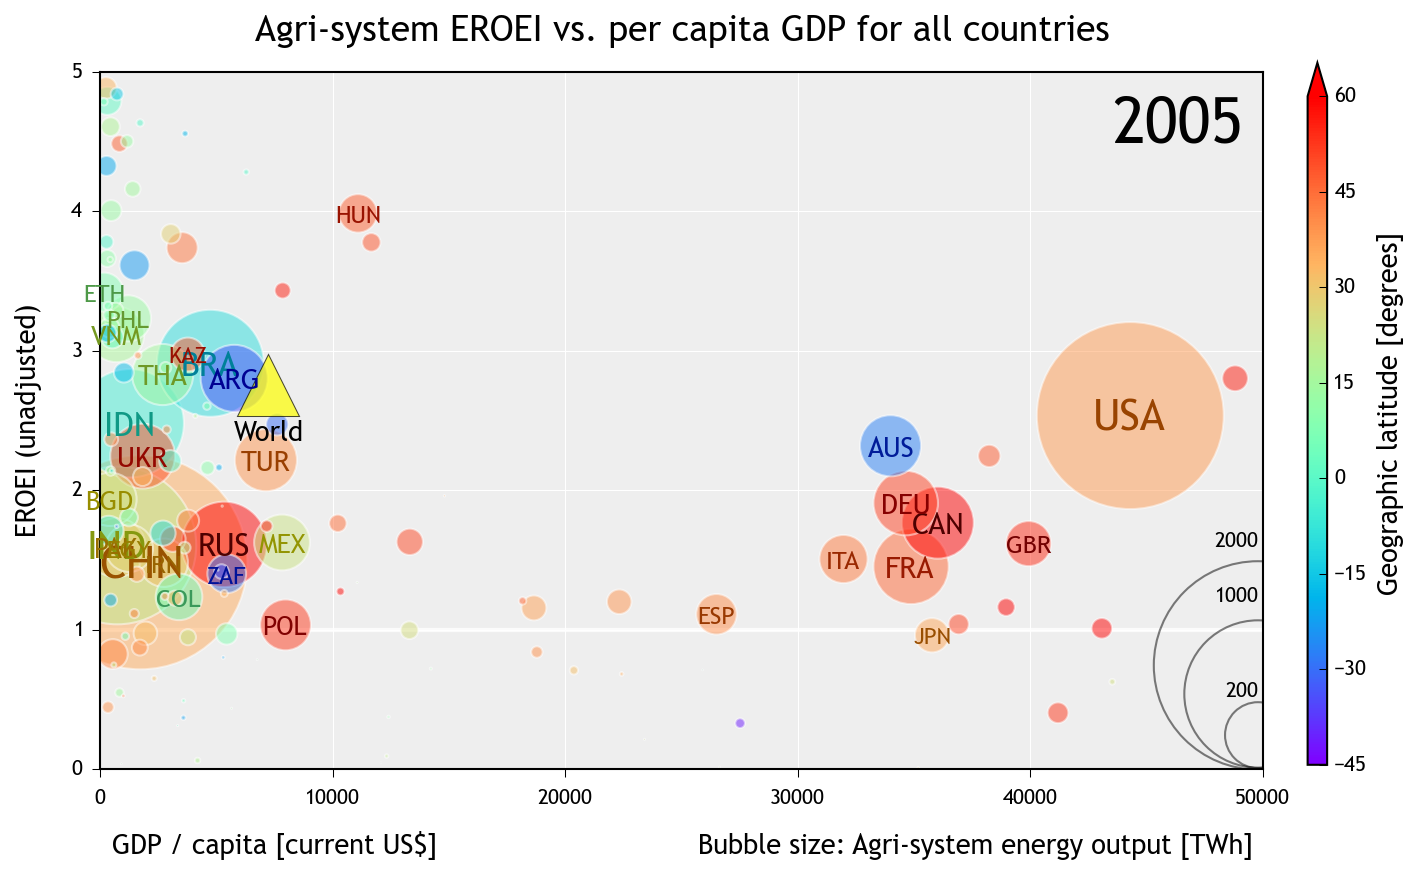 Agri-system EROEI vs. per capita GDP for all countries
2005
EROEI (unadjusted)
5
4
3
2
1
0
HUN
ETH
PHL
VNM
KAZ
BRA
THA
ARG
IDN
World
UKR
TUR
BGD
IND
RUS
MEX
CHN
ZAF
COL
POL
USA
AUS
DEU
CAN
GBR
ITA
FRA
ESP
JPN
2000
1000
200
0
10000
20000
30000
40000
50000
GDP / capita [current US$]
Bubble size: Agri-system energy output [TWh]
60
45
30
15
0
−15
−30
−45
Geographic latitude [degrees]